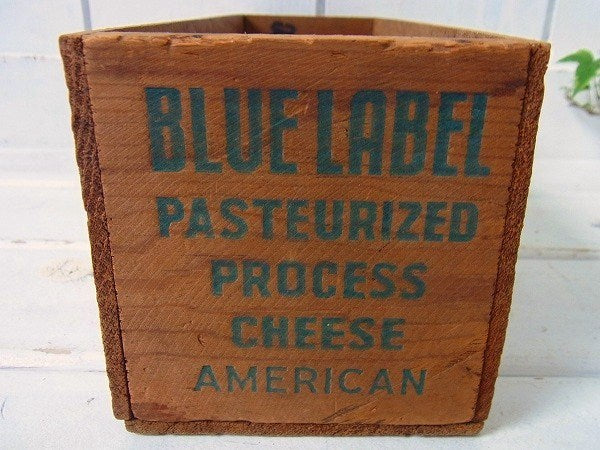 BLUE LABEL
PASTEURIZED
PROCESS
CHEESE
AMERICAN